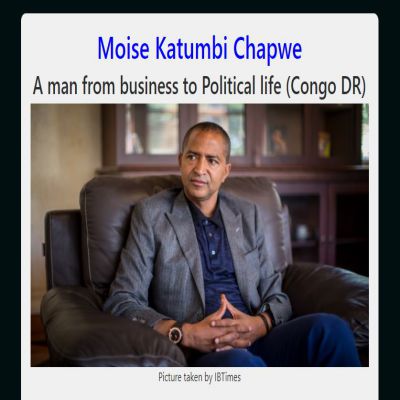 Moise Katumbi Chapwe
A man from business to Political life (Congo DR)
Picture taken by IBTimes